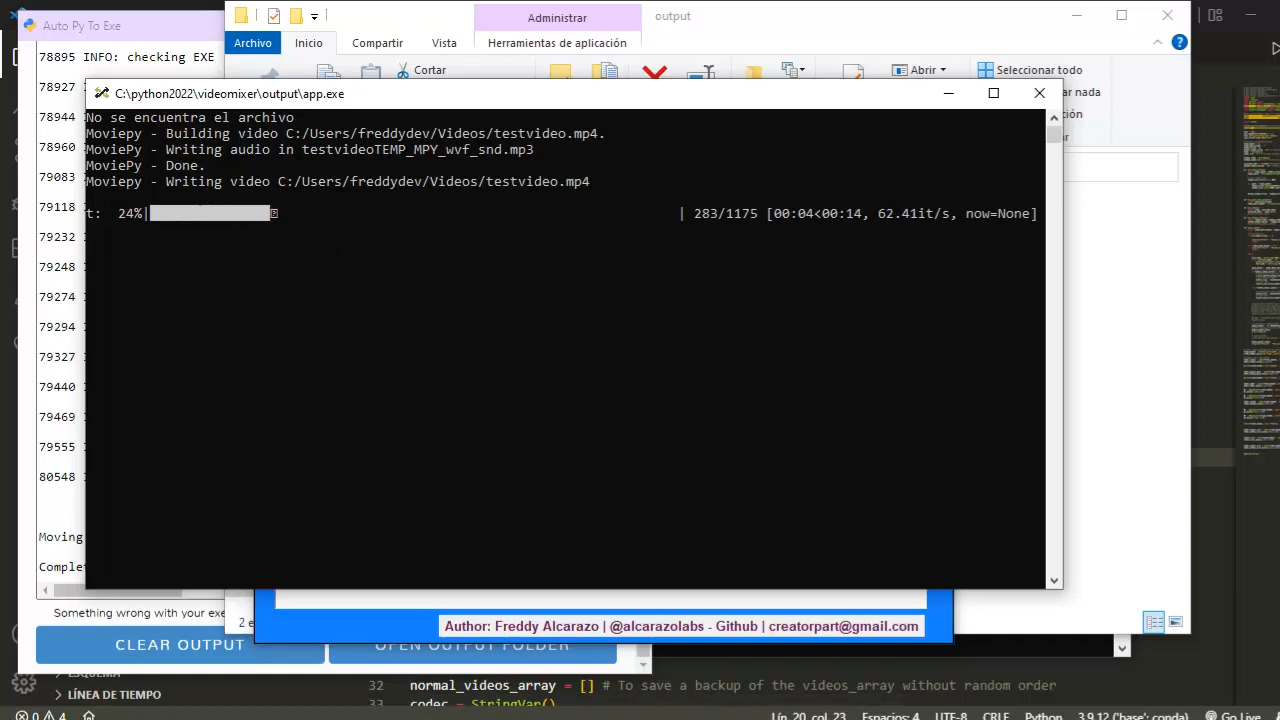 Auto Py To Exe
Administrar
output
Archivo
Inicio
Compartir
Vista
Herramientas de aplicación
Cortar
Abrir
Seleccionar todo
nada
78895 INFO: checking EXE
78927
78944
78960
79083
79118
79232
79248
79274
79294
79327
79440
79469
79555
80548
Moving
Complet
Something wrong with your exe
CLEAR OUTPUT
OPEN OUTPUT FOLDER
C:\python2022\videomixer\output\app.exe
No se encuentra el archivo
Moviepy - Building video C:/Users/freddydev/Videos/testvideo.mp4.
MoviePy - Writing audio in testvideoTEMP_MPY_wvf_snd.mp3
MoviePy - Done.
Moviepy - Writing video C:/Users/freddydev/Videos/testvideo.mp4
t: 24%| | 283/1175 [00:04<00:14, 62.41it/s, now=None]
2 e
Author: Freddy Alcarazo | @alcarazolabs - Github | creatorpart@gmail.com
ESQUEMA
LÍNEA DE TIEMPO
32 normal_videos_array = [] # To save a backup of the videos_array without random order
33 codec = StringVar()
0 4
Lín. 20, col. 23 Espacios: 4 UTF-8 CRLF Python 3.9.12 ('base': conda) Go Live